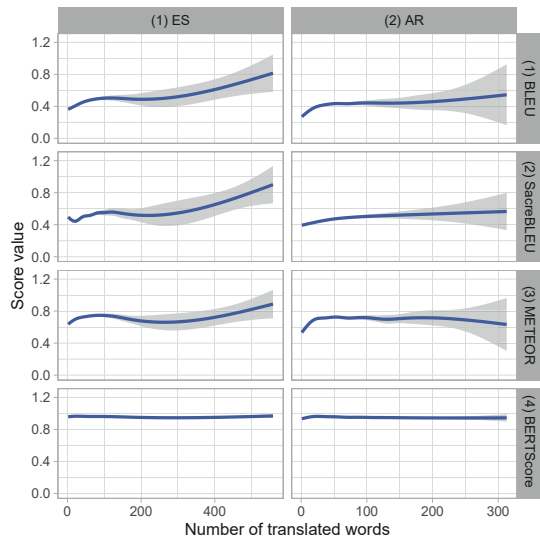 (1) ES
(2) AR
1.2
0.8
0.4
0.0
(1) BLEU
1.2
0.8
0.4
0.0
(2) SacreBLEU
1.2
0.8
0.4
0.0
(3) METEOR
1.2
0.8
0.4
0.0
(4) BERTScore
Score value
0 200 400
0 100 200 300
Number of translated words